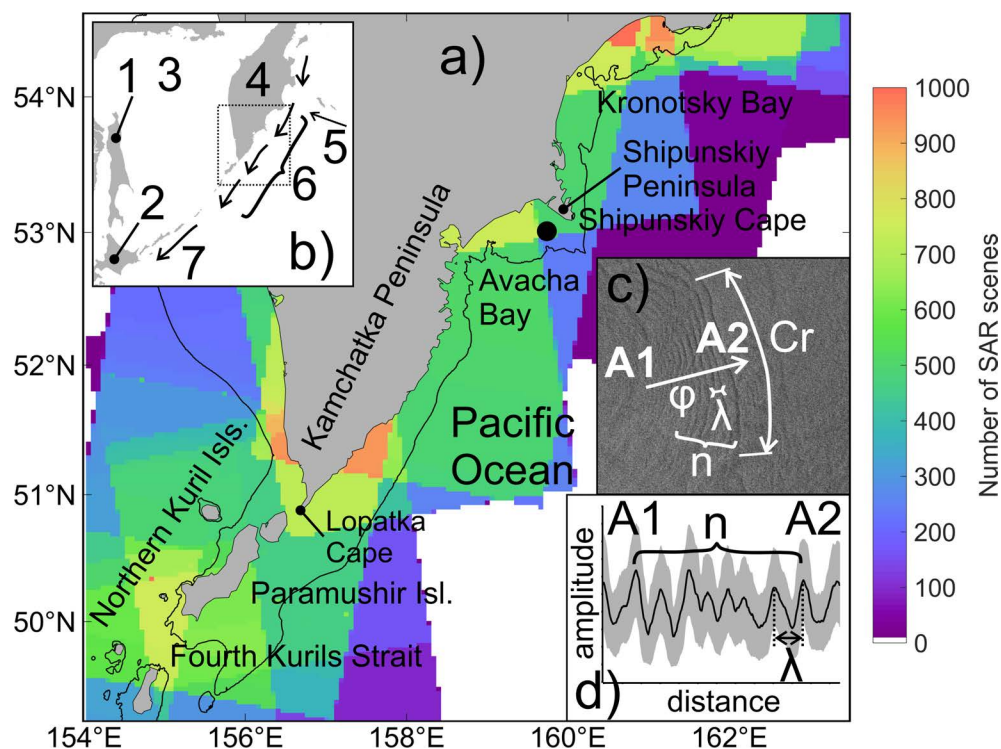 a)
1
3
4
5
6
2
7
b)
54°N
53°N
52°N
51°N
50°N
Kronotsky Bay
Shipunskiy
Peninsula
Shipunskiy Cape
Avacha
Bay
Kamchatka Peninsula
Pacific
Ocean
Northern Kuril Isls.
Lopatka
Cape
Paramushir Isl.
Fourth Kurils Strait
154°E
156°E
158°E
160°E
162°E
c)
A1
A2
Cr
φ
λ
n
A1
n
A2
amplitude
λ
d)
distance
1000
900
800
700
600
500
400
300
200
100
0
Number of SAR scenes